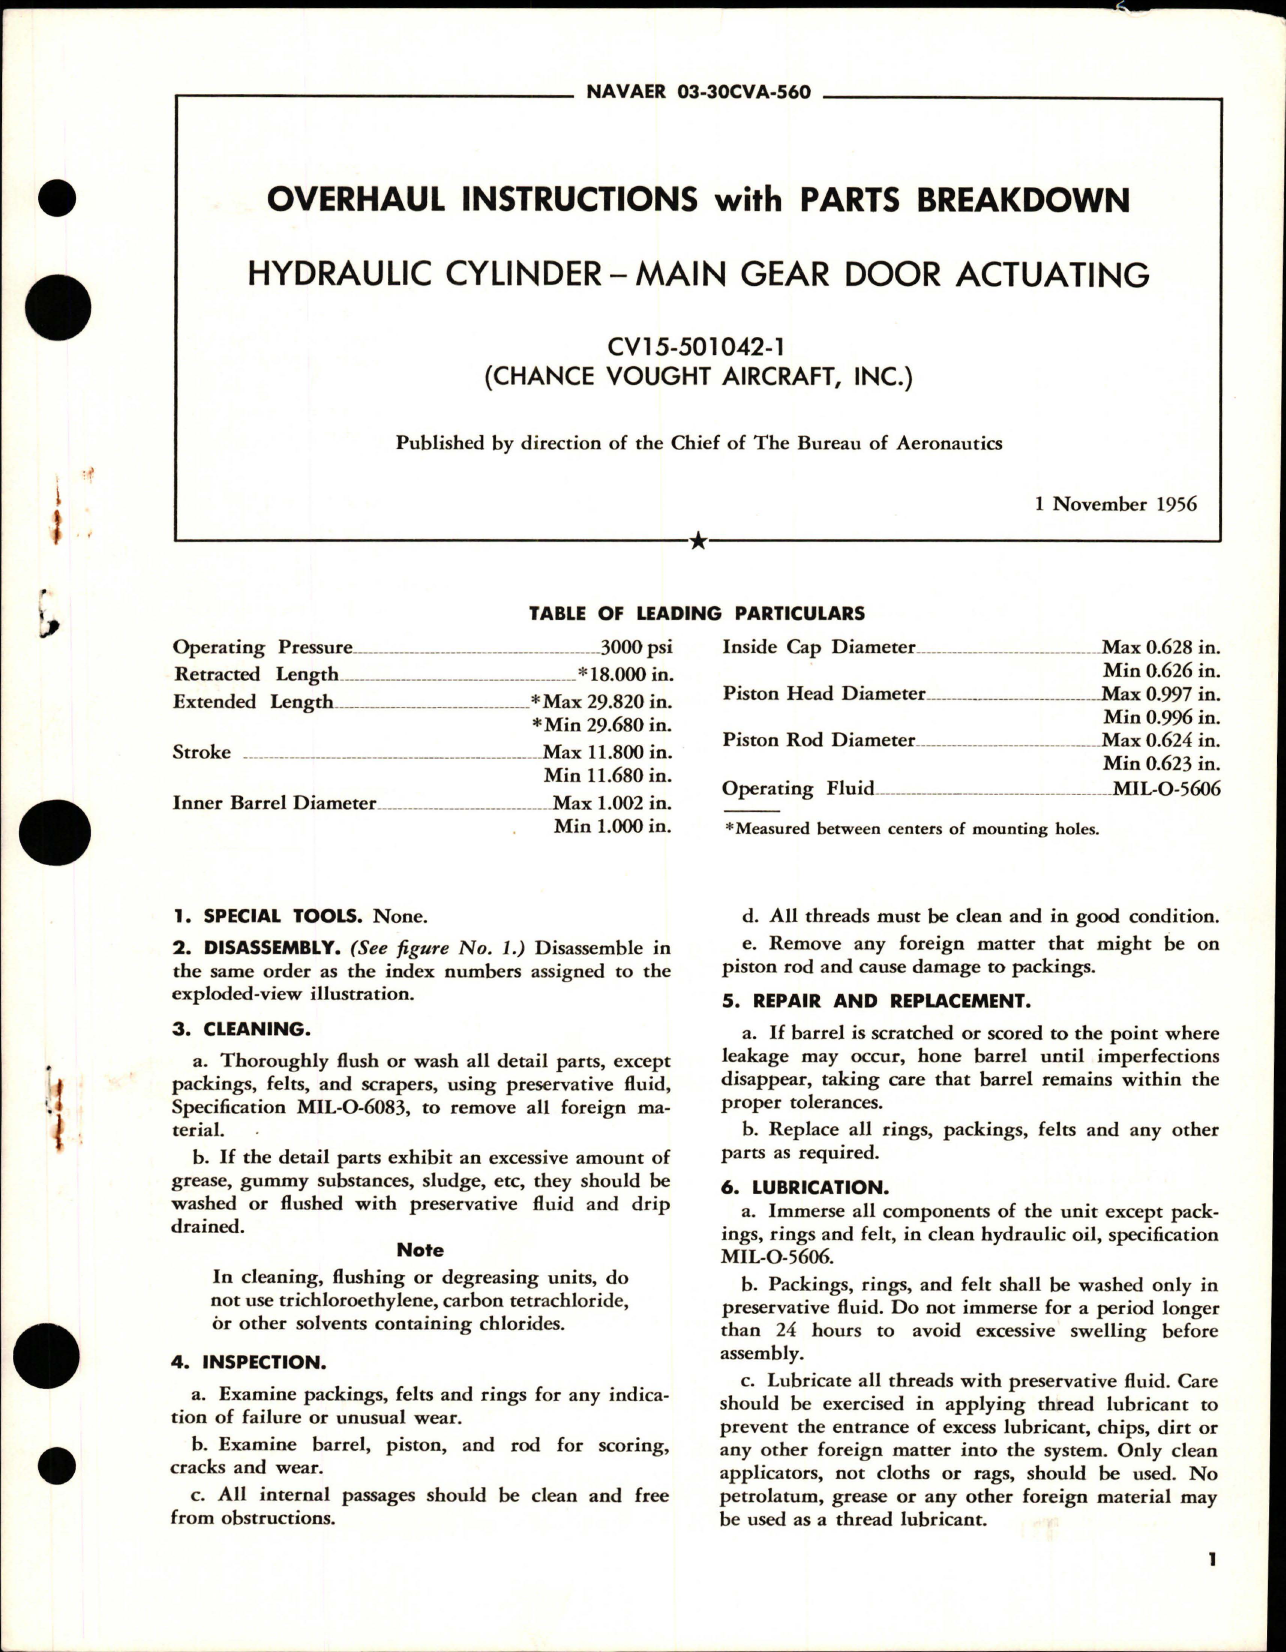 NAVAER 03-30CVA-560
OVERHAUL INSTRUCTIONS with PARTS BREAKDOWN
HYDRAULIC CYLINDER – MAIN GEAR DOOR ACTUATING
CV15-501042-1
(CHANCE VOUGHT AIRCRAFT, INC.)
Published by direction of the Chief of The Bureau of Aeronautics
1 November 1956
TABLE OF LEADING PARTICULARS
Operating Pressure 3000 psi
Retracted Length *18.000 in.
Extended Length *Max 29.820 in.
*Min 29.680 in.
Stroke Max 11.800 in.
Min 11.680 in.
Inner Barrel Diameter Max 1.002 in.
Min 1.000 in.
Inside Cap Diameter Max 0.628 in.
Min 0.626 in.
Piston Head Diameter Max 0.997 in.
Min 0.996 in.
Piston Rod Diameter Max 0.624 in.
Min 0.623 in.
Operating Fluid MIL-O-5606
*Measured between centers of mounting holes.
1. SPECIAL TOOLS. None.
2. DISASSEMBLY. (See figure No. 1.) Disassemble in
the same order as the index numbers assigned to the
exploded-view illustration.
3. CLEANING.
a. Thoroughly flush or wash all detail parts, except
packings, felts, and scrapers, using preservative fluid,
Specification MIL-O-6083, to remove all foreign ma-
terial.
b. If the detail parts exhibit an excessive amount of
grease, gummy substances, sludge, etc, they should be
washed or flushed with preservative fluid and drip
drained.
Note
In cleaning, flushing or degreasing units, do
not use trichloroethylene, carbon tetrachloride,
or other solvents containing chlorides.
4. INSPECTION.
a. Examine packings, felts and rings for any indica-
tion of failure or unusual wear.
b. Examine barrel, piston, and rod for scoring,
cracks and wear.
c. All internal passages should be clean and free
from obstructions.
d. All threads must be clean and in good condition.
e. Remove any foreign matter that might be on
piston rod and cause damage to packings.
5. REPAIR AND REPLACEMENT.
a. If barrel is scratched or scored to the point where
leakage may occur, hone barrel until imperfections
disappear, taking care that barrel remains within the
proper tolerances.
b. Replace all rings, packings, felts and any other
parts as required.
6. LUBRICATION.
a. Immerse all components of the unit except pack-
ings, rings and felt, in clean hydraulic oil, specification
MIL-O-5606.
b. Packings, rings, and felt shall be washed only in
preservative fluid. Do not immerse for a period longer
than 24 hours to avoid excessive swelling before
assembly.
c. Lubricate all threads with preservative fluid. Care
should be exercised in applying thread lubricant to
prevent the entrance of excess lubricant, chips, dirt or
any other foreign matter into the system. Only clean
applicators, not cloths or rags, should be used. No
petrolatum, grease or any other foreign material may
be used as a thread lubricant.
1